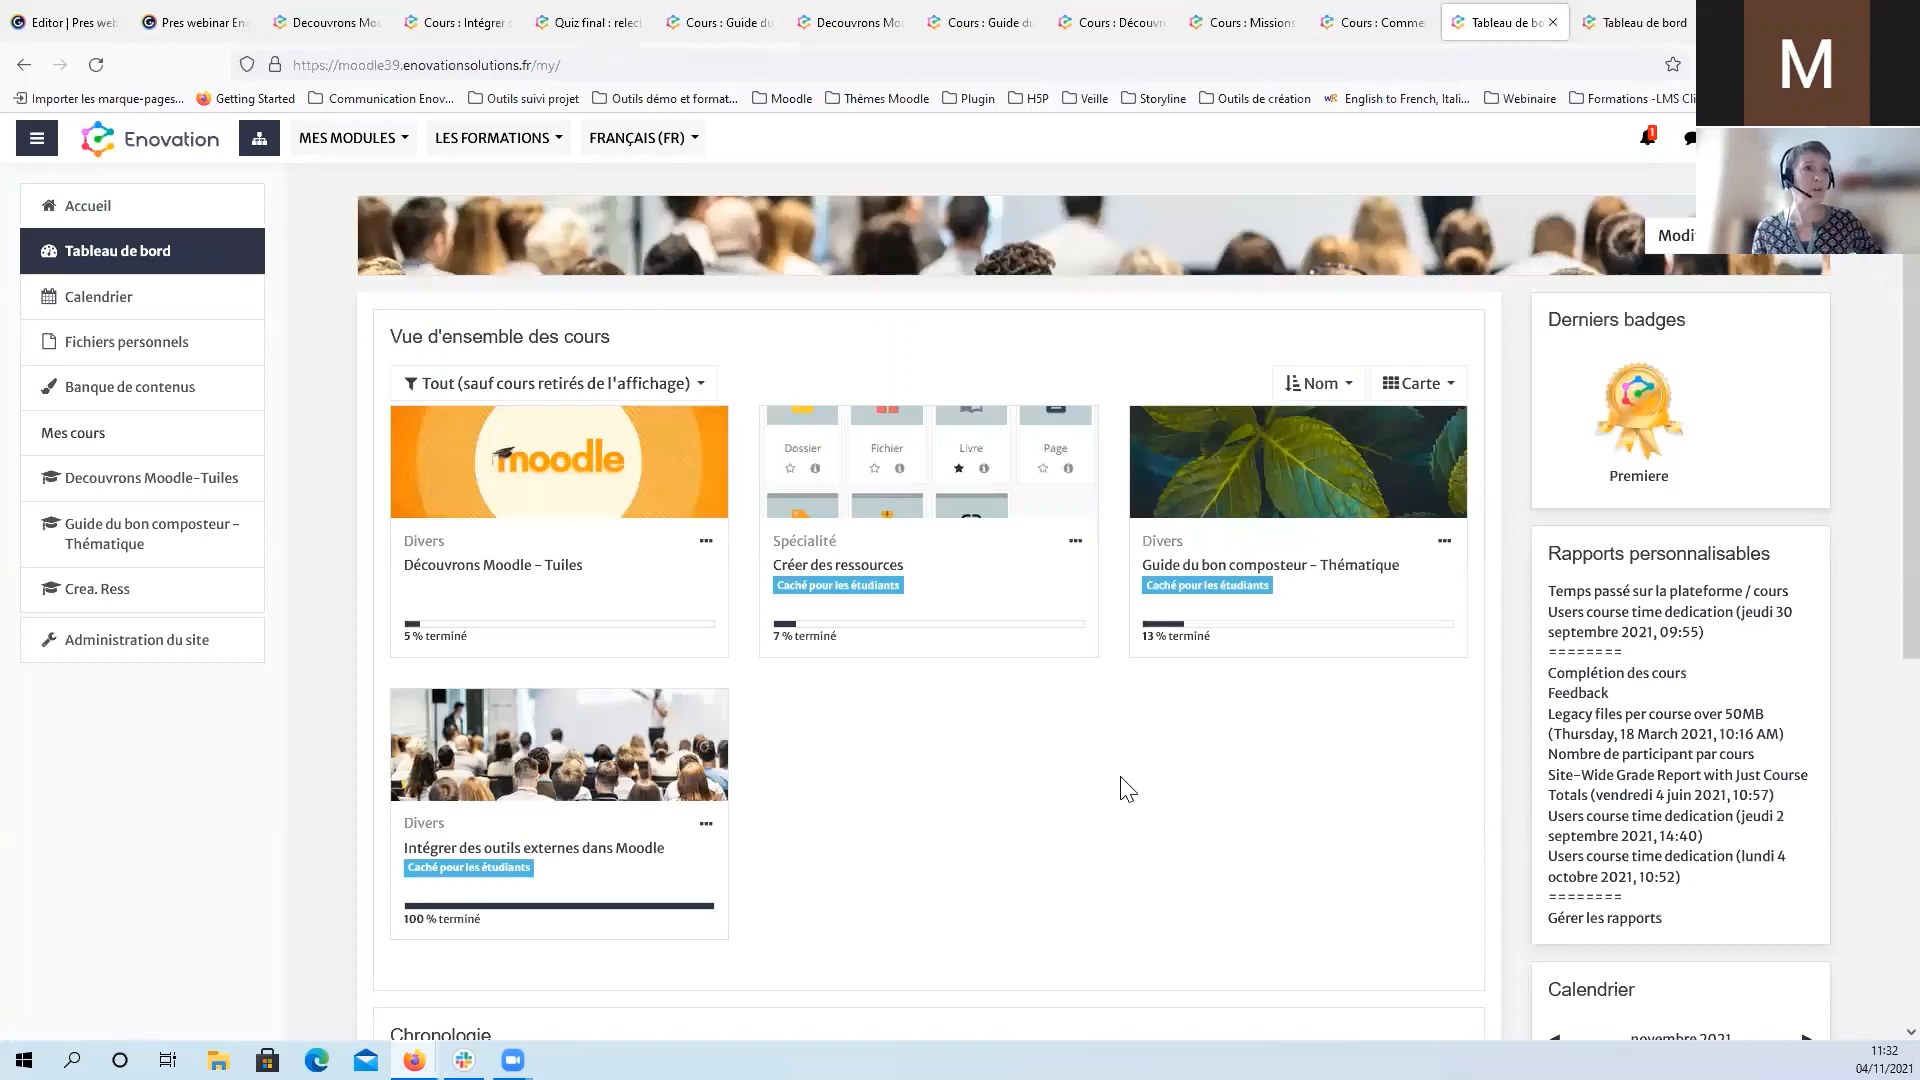 Editor | Pres web
Pres webinar En
Decouvrons Mo
Cours : Intégrer
Quiz final : relect
Cours : Guide du
Decouvrons Mo
Cours : Guide du
Cours : Découvr
Cours : Missions
Cours : Comme
Tableau de bo
Tableau de bord
https://moodle39.enovationsolutions.fr/my/
Importer les marque-pages...
Getting Started
Communication Enov...
Outils suivi projet
Outils démo et format...
Moodle
Thèmes Moodle
Plugin
H5P
Veille
Storyline
Outils de création
English to French, Itali...
Webinaire
Formations -LMS Cli
M
Enovation
MES MODULES
LES FORMATIONS
FRANÇAIS (FR)
1
Modi
Accueil
Tableau de bord
Calendrier
Fichiers personnels
Banque de contenus
Mes cours
Decouvrons Moodle-Tuiles
Guide du bon composteur -
Thématique
Crea. Ress
Administration du site
Vue d'ensemble des cours
Tout (sauf cours retirés de l'affichage)
Nom
Carte
moodle
Divers
Découvrons Moodle - Tuiles
5 % terminé
Dossier
Fichier
Livre
Page
Spécialité
Créer des ressources
Caché pour les étudiants
7 % terminé
Divers
Guide du bon composteur - Thématique
Caché pour les étudiants
13 % terminé
Divers
Intégrer des outils externes dans Moodle
Caché pour les étudiants
100 % terminé
Chronologie
Derniers badges
Premiere
Rapports personnalisables
Temps passé sur la plateforme / cours
Users course time dedication (jeudi 30
septembre 2021, 09:55)
========
Complétion des cours
Feedback
Legacy files per course over 50MB
(Thursday, 18 March 2021, 10:16 AM)
Nombre de participant par cours
Site-Wide Grade Report with Just Course
Totals (vendredi 4 juin 2021, 10:57)
Users course time dedication (jeudi 2
septembre 2021, 14:40)
Users course time dedication (lundi 4
octobre 2021, 10:52)
========
Gérer les rapports
Calendrier
novembre 2021
11:32
04/11/2021